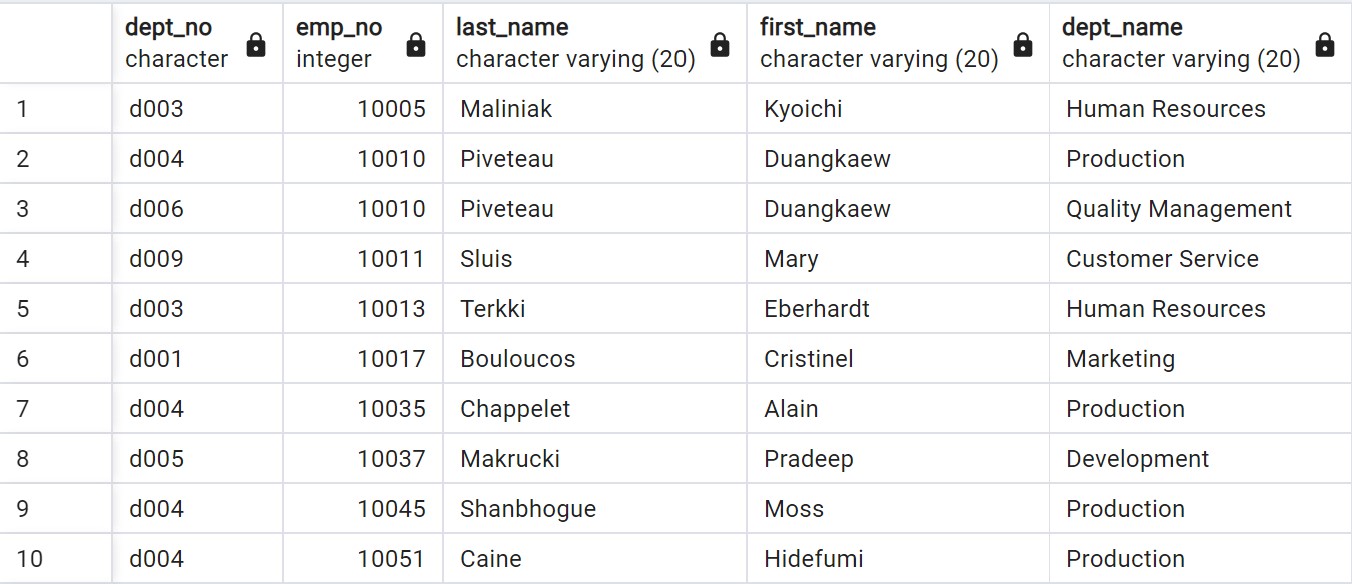 dept_no emp_no last_name first_name dept_name
character integer character varying (20) character varying (20) character varying (20)
1 d003 10005 Maliniak Kyoichi Human Resources
2 d004 10010 Piveteau Duangkaew Production
3 d006 10010 Piveteau Duangkaew Quality Management
4 d009 10011 Sluis Mary Customer Service
5 d003 10013 Terkki Eberhardt Human Resources
6 d001 10017 Bouloucos Cristinel Marketing
7 d004 10035 Chappelet Alain Production
8 d005 10037 Makrucki Pradeep Development
9 d004 10045 Shanbhogue Moss Production
10 d004 10051 Caine Hidefumi Production